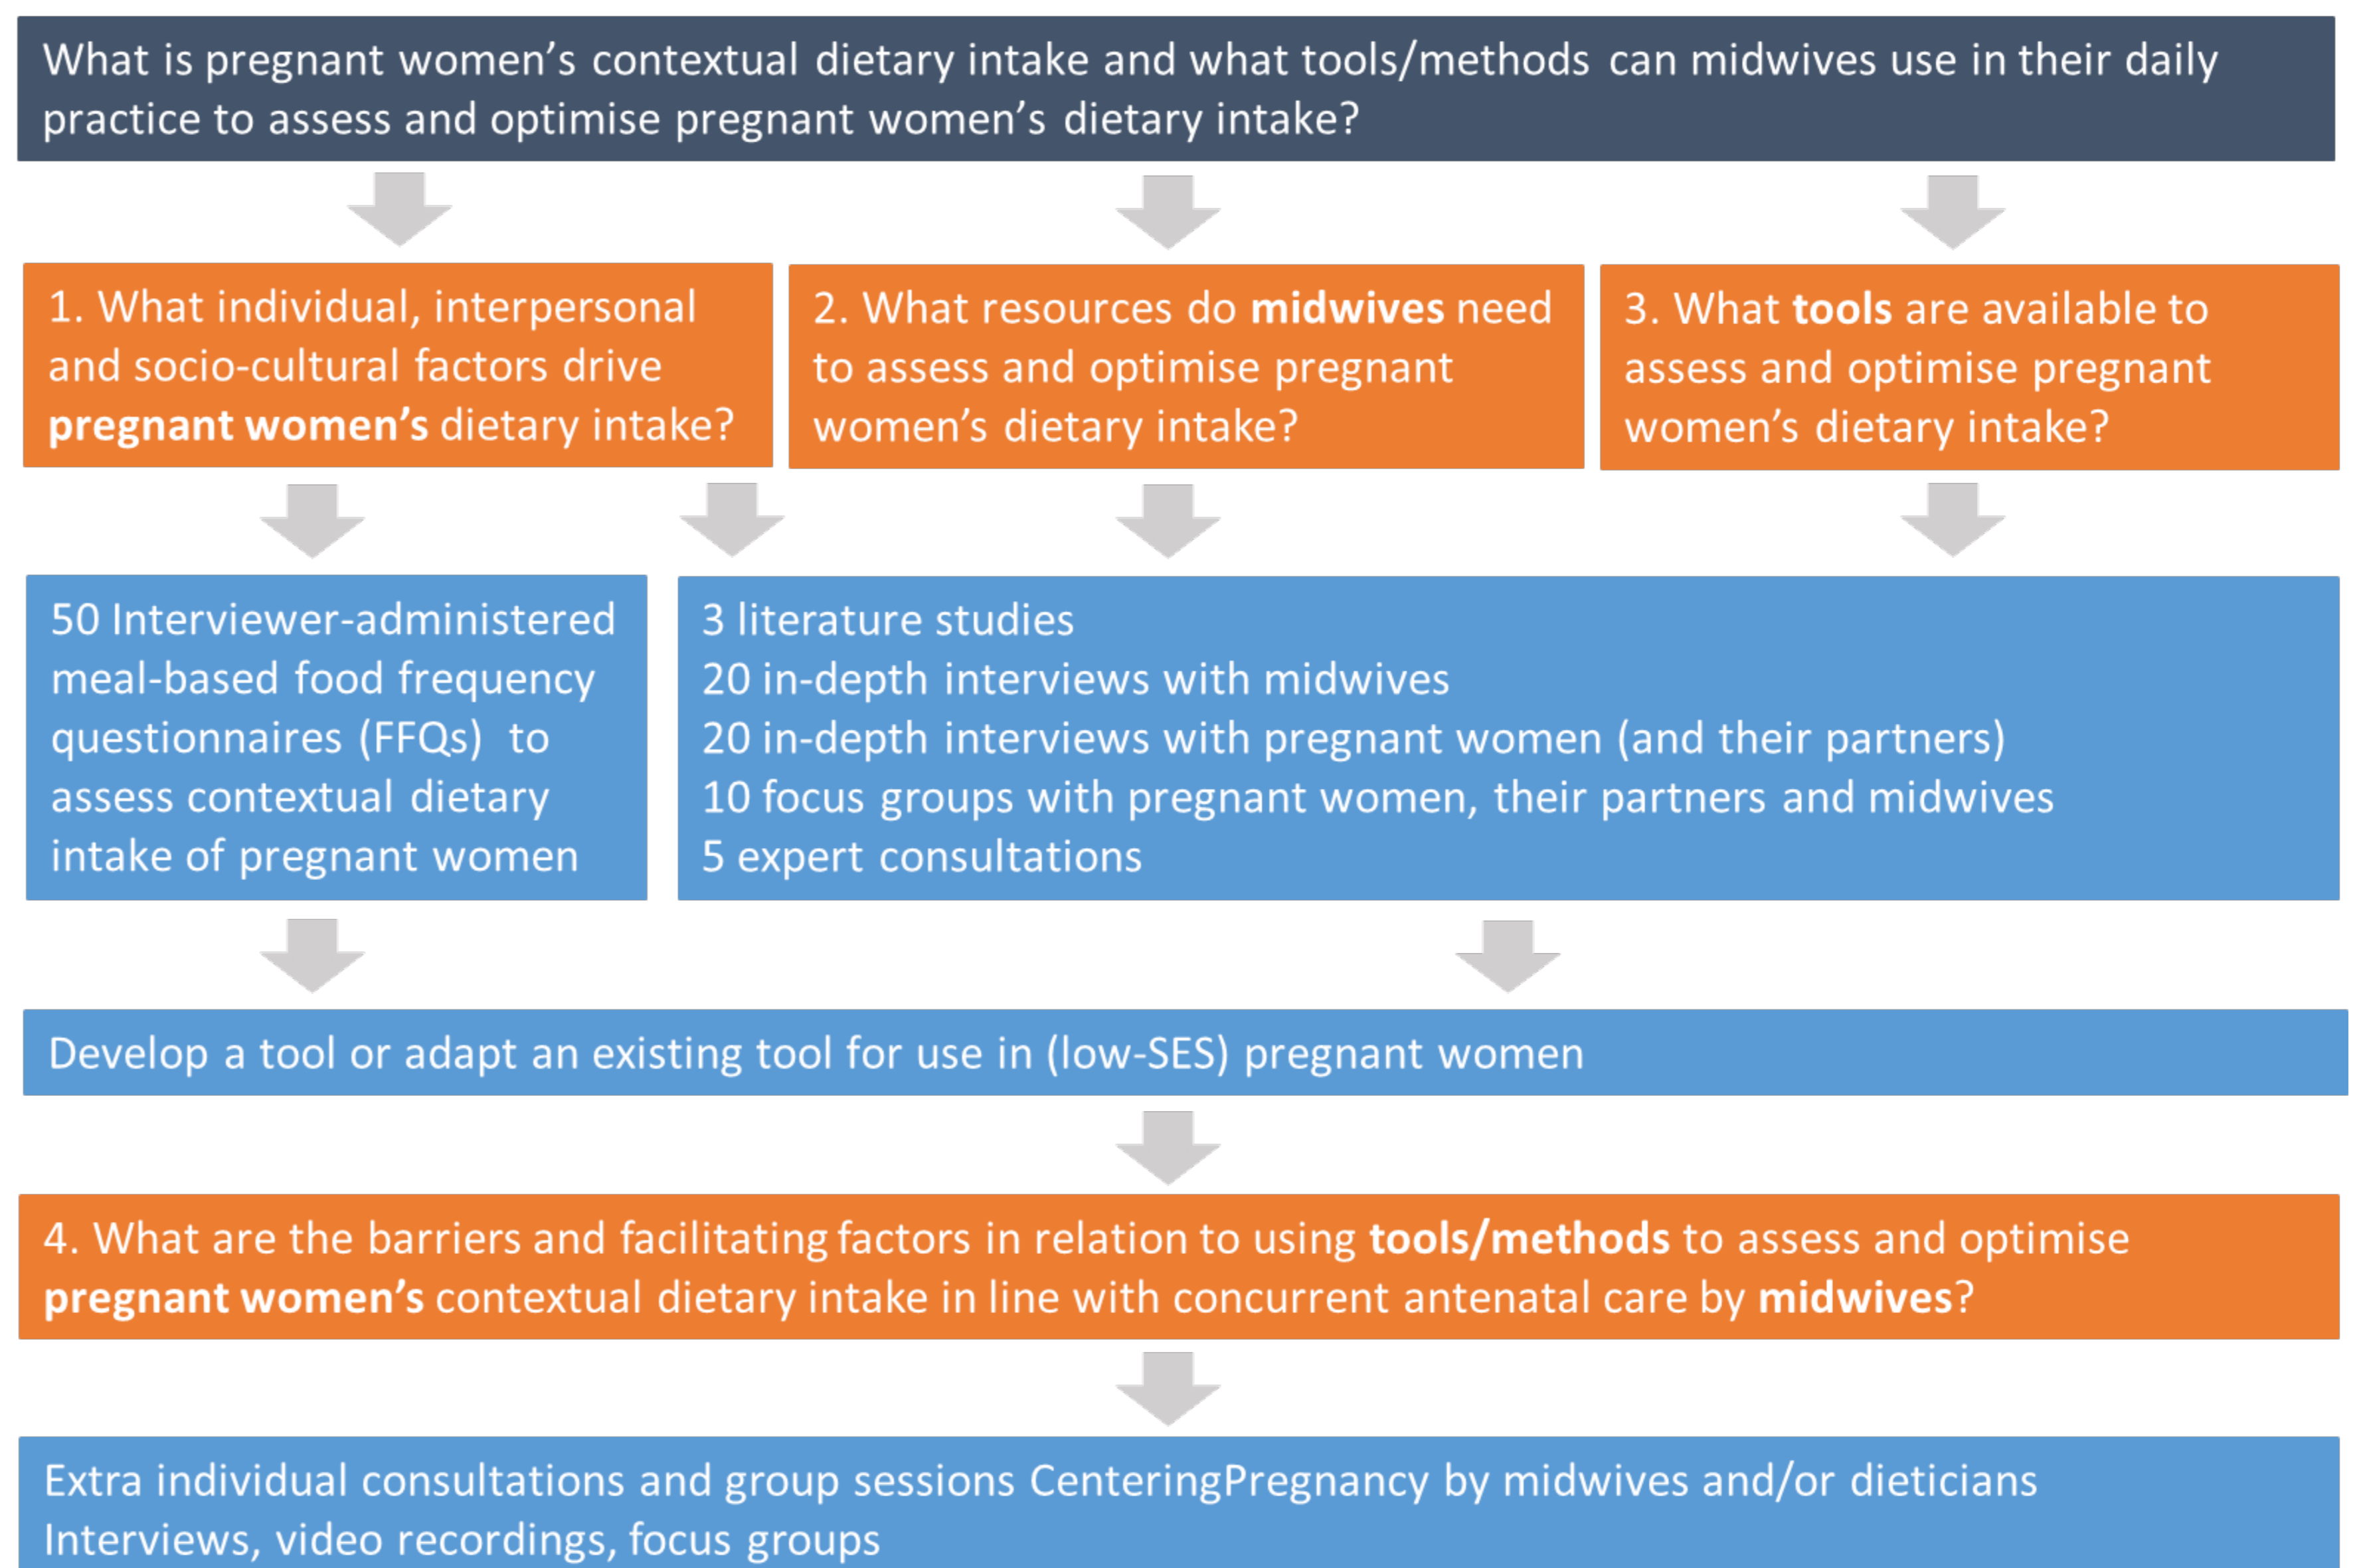 What is pregnant women’s contextual dietary intake and what tools/methods can midwives use in their daily
practice to assess and optimise pregnant women’s dietary intake?
1. What individual, interpersonal
and socio-cultural factors drive
pregnant women’s dietary intake?
2. What resources do midwives need
to assess and optimise pregnant
women’s dietary intake?
3. What tools are available to
assess and optimise pregnant
women’s dietary intake?
50 Interviewer-administered
meal-based food frequency
questionnaires (FFQs) to
assess contextual dietary
intake of pregnant women
3 literature studies
20 in-depth interviews with midwives
20 in-depth interviews with pregnant women (and their partners)
10 focus groups with pregnant women, their partners and midwives
5 expert consultations
Develop a tool or adapt an existing tool for use in (low-SES) pregnant women
4. What are the barriers and facilitating factors in relation to using tools/methods to assess and optimise
pregnant women’s contextual dietary intake in line with concurrent antenatal care by midwives?
Extra individual consultations and group sessions CenteringPregnancy by midwives and/or dieticians
Interviews, video recordings, focus groups